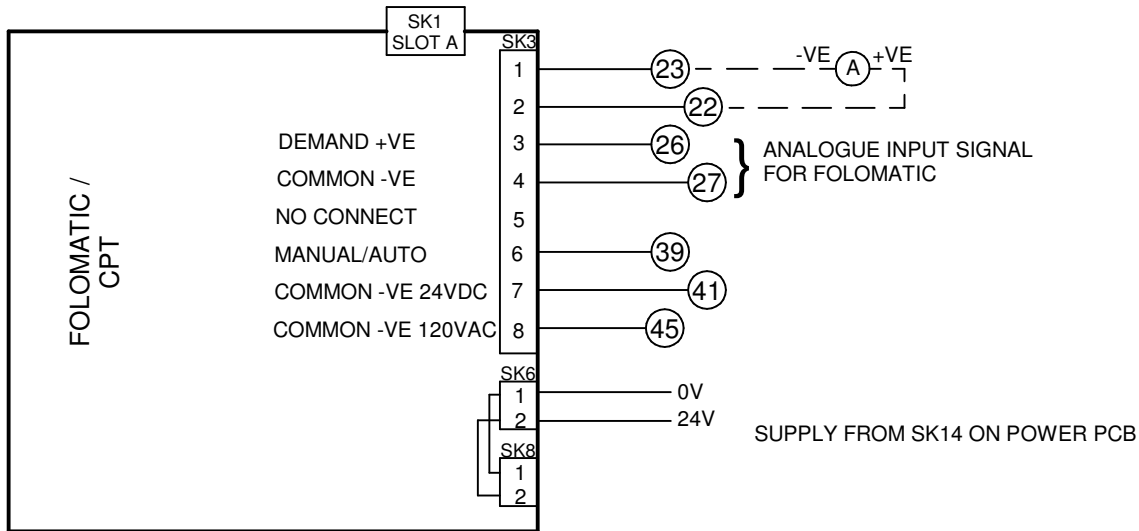 SK1
SLOT A
SK3
1 23 -VE A +VE
2 22
DEMAND +VE 3 26
COMMON -VE 4 27
ANALOGUE INPUT SIGNAL
FOR FOLOMATIC
NO CONNECT 5
MANUAL/AUTO 6 39
COMMON -VE 24VDC 7 41
COMMON -VE 120VAC 8 45
FOLOMATIC /
CPT
SK6
1 0V
2 24V
SUPPLY FROM SK14 ON POWER PCB
SK8
1
2